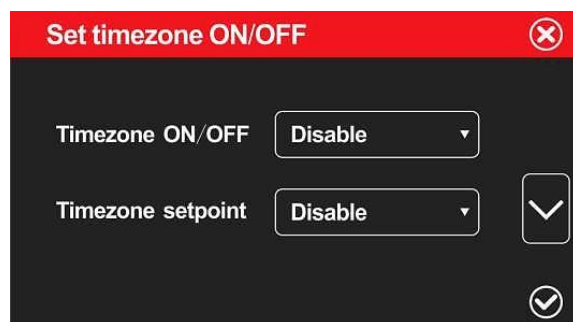 Set timezone ON/OFF
Timezone ON/OFF Disable
Timezone setpoint Disable